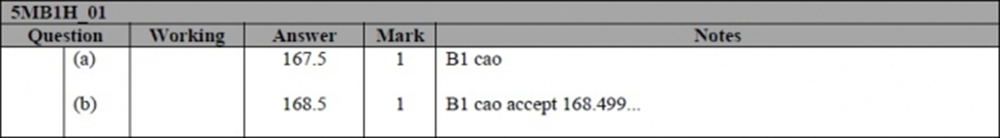 5MB1H_01
Question Working Answer Mark Notes
(a) 167.5 1 B1 cao
(b) 168.5 1 B1 cao accept 168.499...